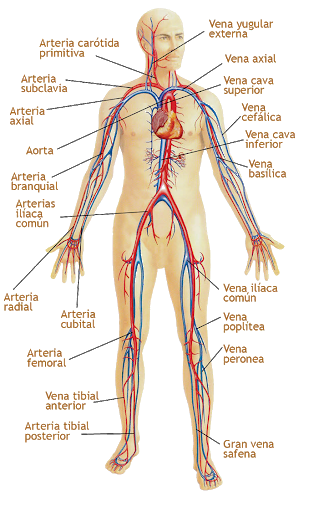 Arteria carótida
primitiva
Arteria
subclavia
Arteria
axial
Aorta
Arteria
branquial
Arterias
ilíaca
común
Arteria
radial
Arteria
cubital
Arteria
femoral
Vena tibial
anterior
Arteria tibial
posterior
Vena yugular
externa
Vena axial
Vena cava
superior
Vena
cefálica
Vena cava
inferior
Vena
basílica
Vena ilíaca
común
Vena
poplítea
Vena
peronea
Gran vena
safena